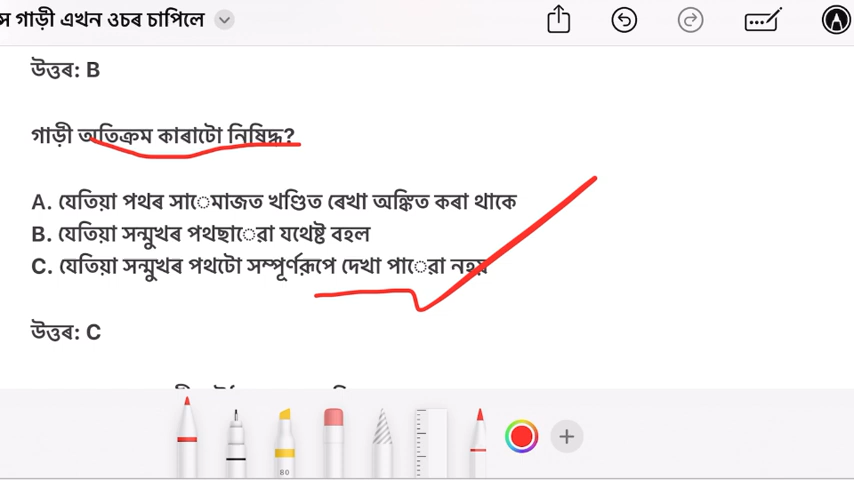 স গাড়ী এখন ওচৰ চাপিলে
উত্তৰ: B
গাড়ী অতিক্ৰম কাৰাটো নিষিদ্ধ?
A. যেতিয়া পথৰ সােমাজত খণ্ডিত ৰেখা অঙ্কিত কৰা থাকে
B. যেতিয়া সন্মুখৰ পথছােৱা যথেষ্ট বহল
C. যেতিয়া সন্মুখৰ পথটো সম্পূৰ্ণৰূপে দেখা পােৱা নহয়
উত্তৰ: C
80